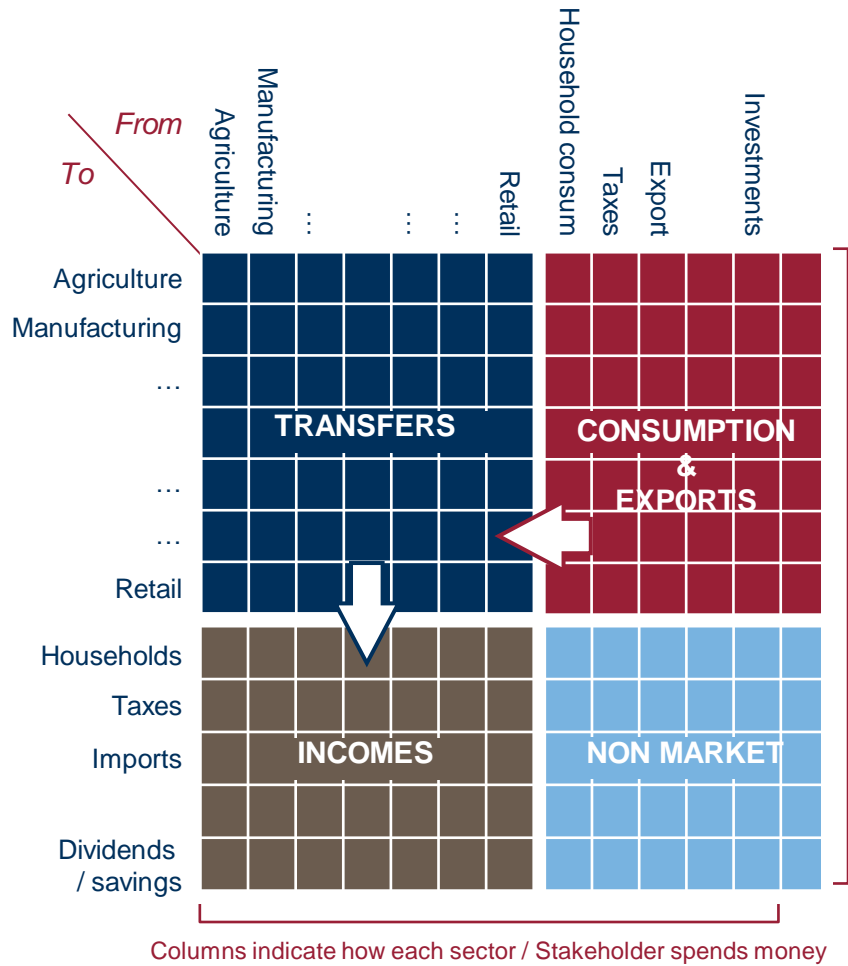 From
To
Agriculture
Manufacturing
...
...
...
Retail
Household consum
Taxes
Export
Investments
Agriculture
Manufacturing
...
TRANSFERS
CONSUMPTION
&
EXPORTS
...
...
Retail
Households
Taxes
Imports
INCOMES
NON MARKET
Dividends
/ savings
Columns indicate how each sector / Stakeholder spends money